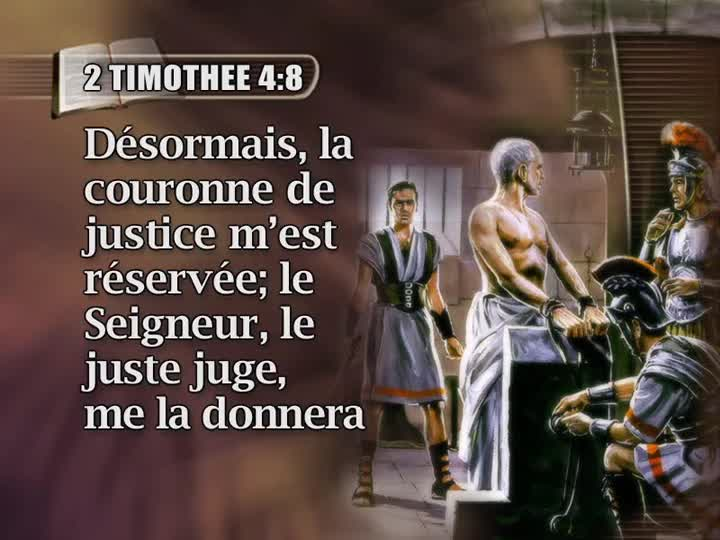 2 TIMOTHEE 4:8
Désormais, la
couronne de
justice m’est
réservée; le
Seigneur, le
juste juge,
me la donnera